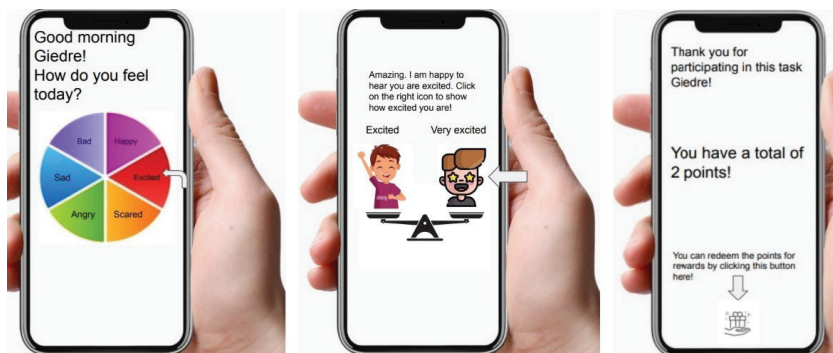 Good morning
Giedre!
How do you feel
today?
Bad
Happy
Sad
Excited
Angry
Scared
Amazing. I am happy to
hear you are excited. Click
on the right icon to show
how excited you are!
Excited
Very excited
Thank you for
participating in this task
Giedre!
You have a total of
2 points!
You can redeem the points for
rewards by clicking this button
here!